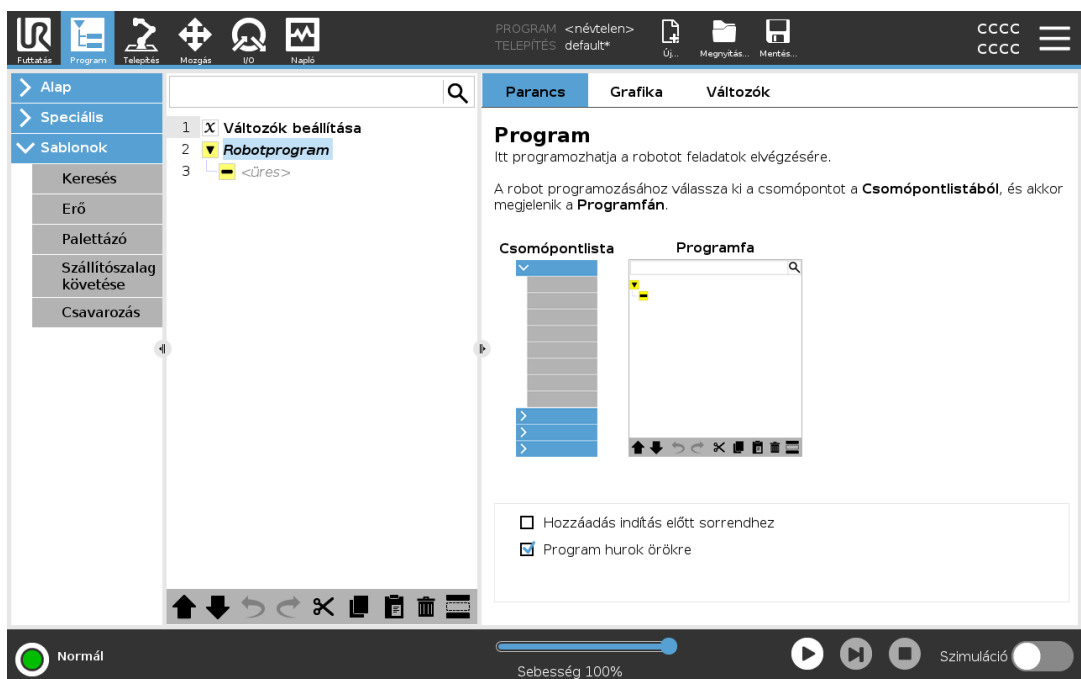 UR
Futtatás
Program
Telepítés
Mozgás
I/O
Napló
PROGRAM <névtelen>
TELEPÍTÉS default*
Új...
Megnyitás...
Mentés...
cccc
cccc
Alap
Speciális
Sablonok
Keresés
Erő
Palettázó
Szállítószalag
követése
Csavarozás
1 x Változók beállítása
2 Robotprogram
3 <üres>
Parancs Grafika Változók
Program
Itt programozhatja a robotot feladatok elvégzésére.
A robot programozásához válassza ki a csomópontot a Csomópontlistából, és akkor
megjelenik a Programfán.
Csomópontlista Programfa
Hozzáadás indítás előtt sorrendhez
Program hurok örökre
Normál
Sebesség 100%
Szimuláció